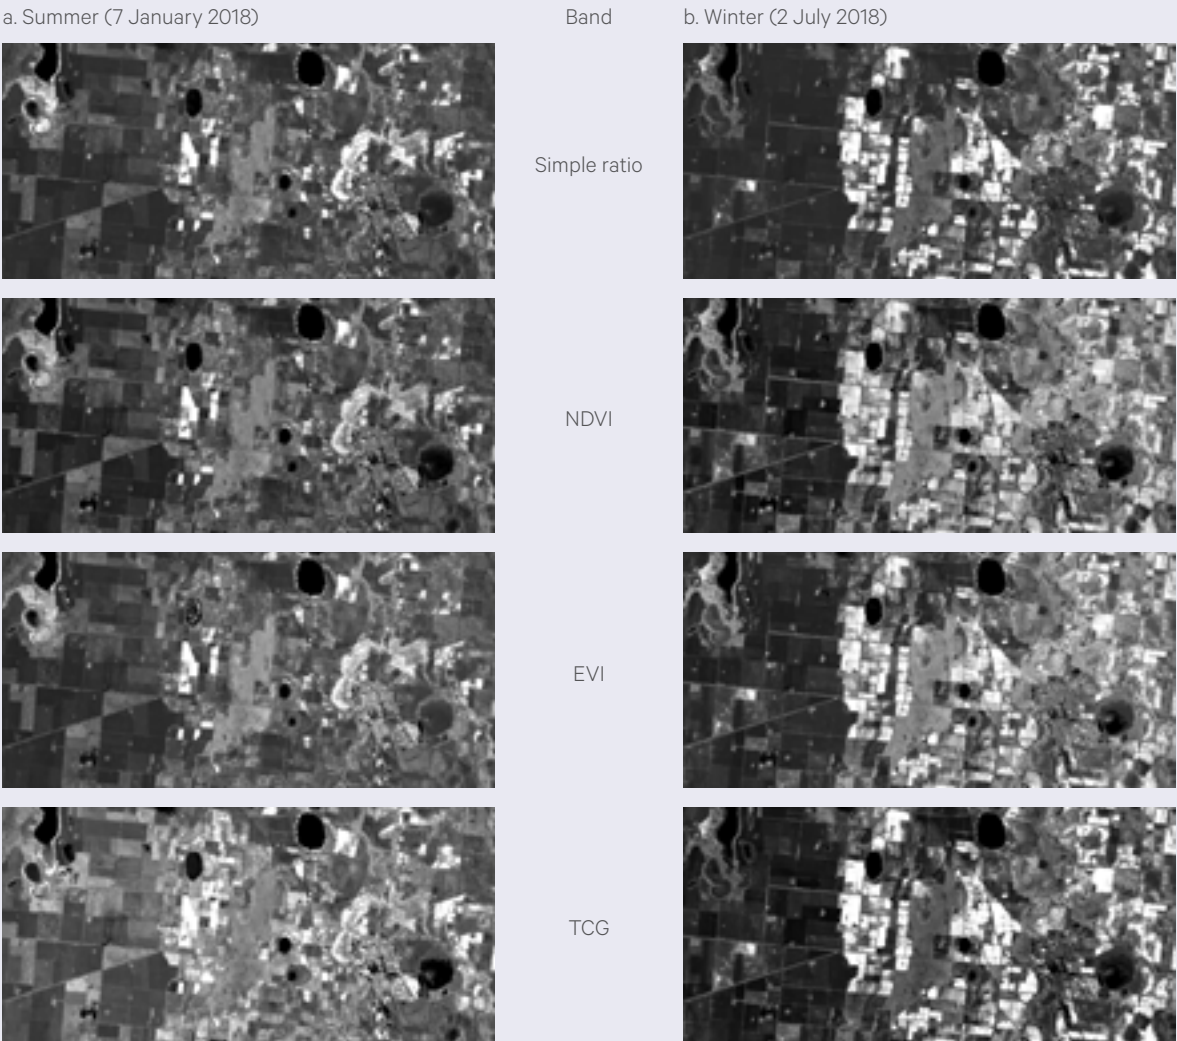 a. Summer (7 January 2018)
Band
b. Winter (2 July 2018)
Simple ratio
NDVI
EVI
TCG